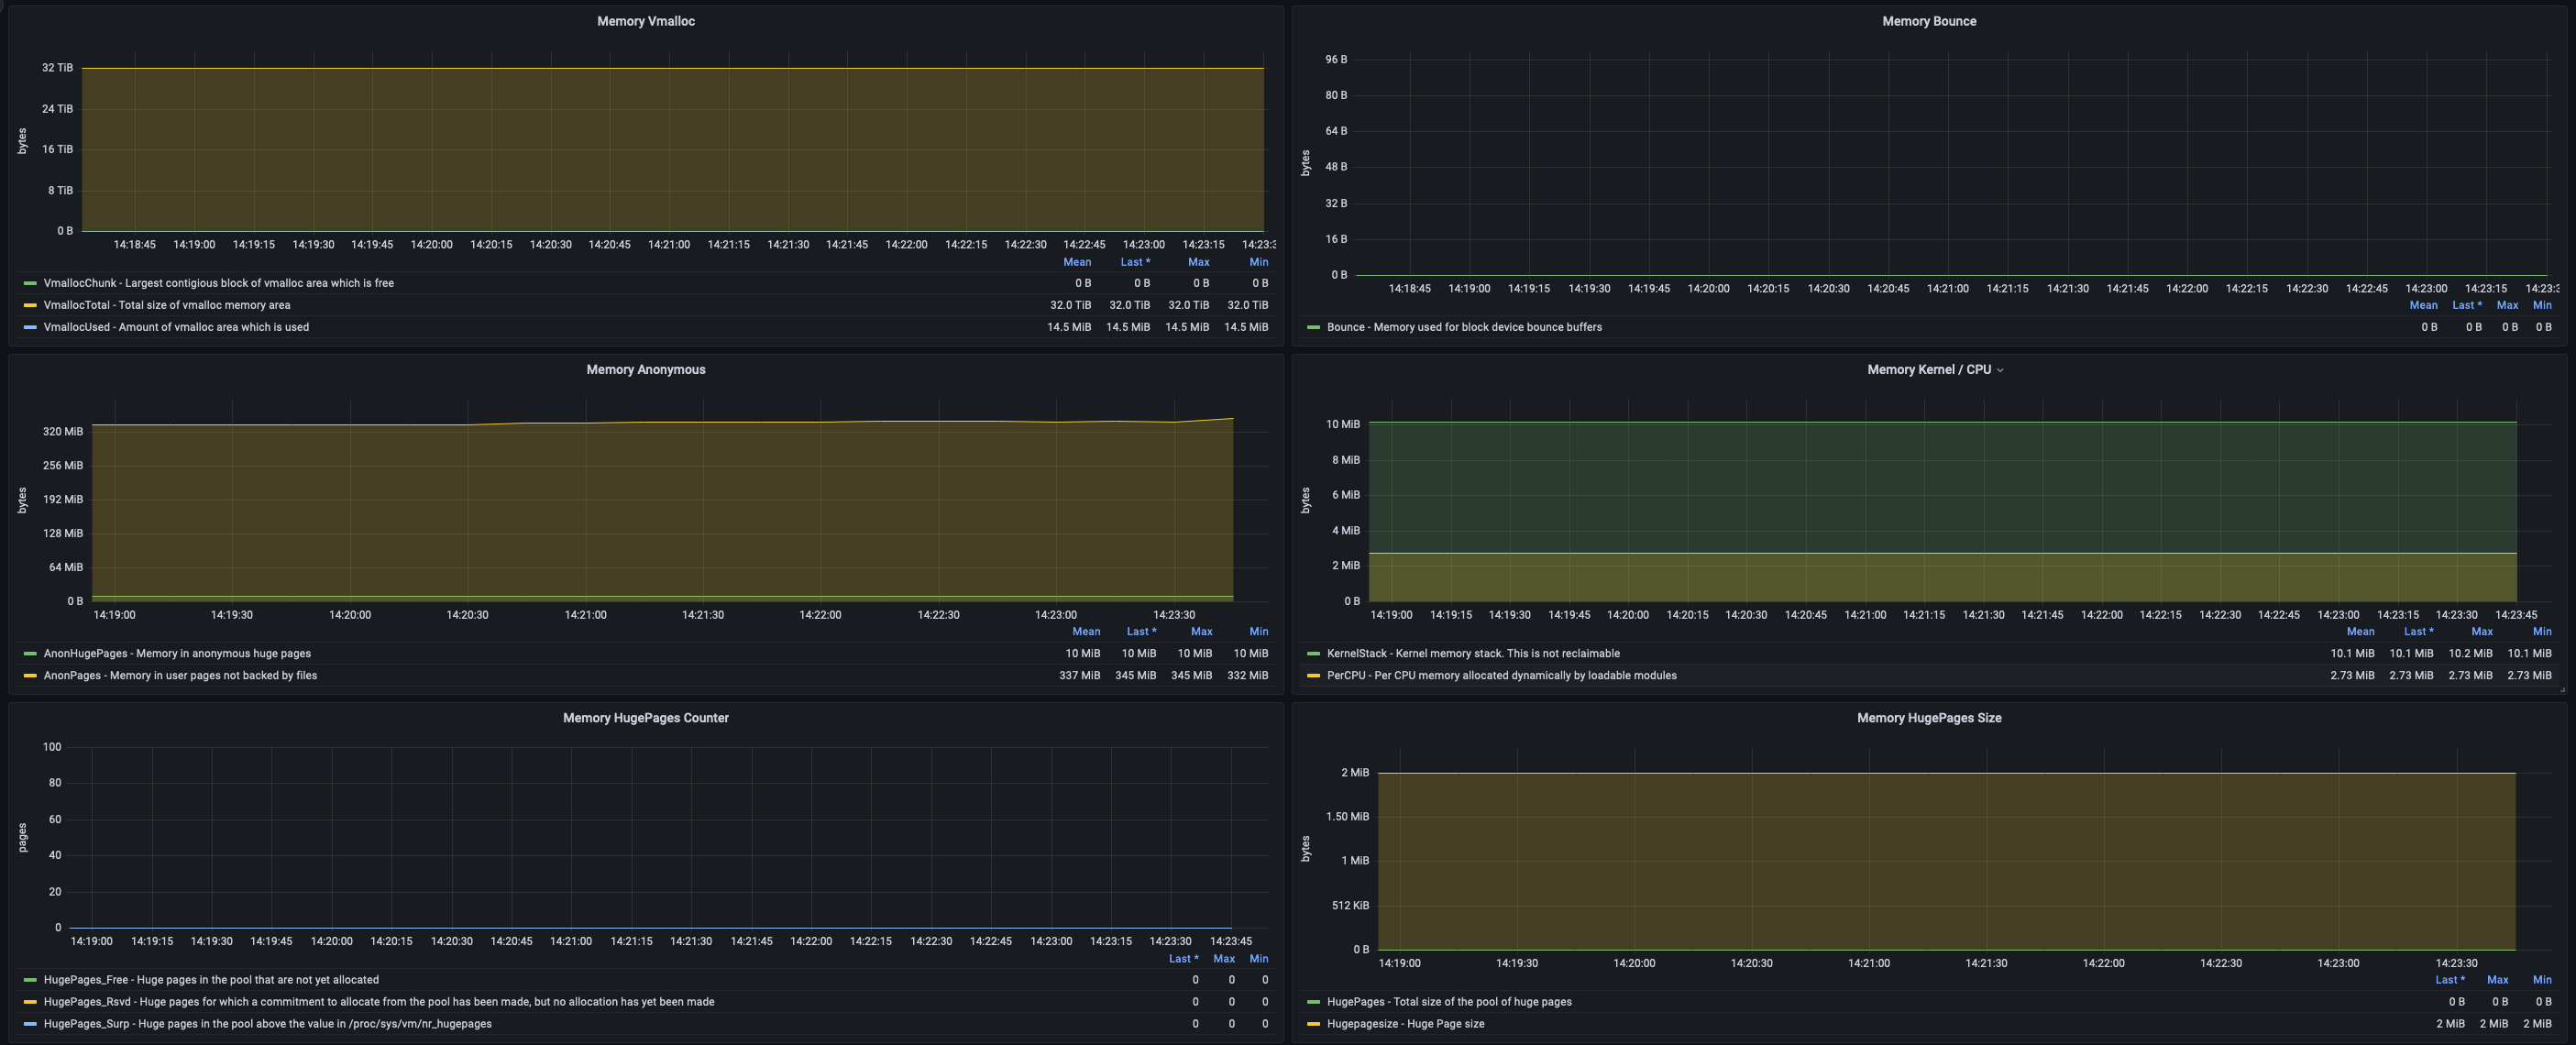 Memory Vmalloc
bytes
32 TiB
24 TiB
16 TiB
8 TiB
0 B
14:18:45 14:19:00 14:19:15 14:19:30 14:19:45 14:20:00 14:20:15 14:20:30 14:20:45 14:21:00 14:21:15 14:21:30 14:21:45 14:22:00 14:22:15 14:22:30 14:22:45 14:23:00 14:23:15 14:23:3
Mean Last * Max Min
VmallocChunk - Largest contigious block of vmalloc area which is free 0 B 0 B 0 B 0 B
VmallocTotal - Total size of vmalloc memory area 32.0 TiB 32.0 TiB 32.0 TiB 32.0 TiB
VmallocUsed - Amount of vmalloc area which is used 14.5 MiB 14.5 MiB 14.5 MiB 14.5 MiB
Memory Bounce
bytes
96 B
80 B
64 B
48 B
32 B
16 B
0 B
14:18:45 14:19:00 14:19:15 14:19:30 14:19:45 14:20:00 14:20:15 14:20:30 14:20:45 14:21:00 14:21:15 14:21:30 14:21:45 14:22:00 14:22:15 14:22:30 14:22:45 14:23:00 14:23:15 14:23:3
Mean Last * Max Min
Bounce - Memory used for block device bounce buffers 0 B 0 B 0 B 0 B
Memory Anonymous
bytes
320 MiB
256 MiB
192 MiB
128 MiB
64 MiB
0 B
14:19:00 14:19:30 14:20:00 14:20:30 14:21:00 14:21:30 14:22:00 14:22:30 14:23:00 14:23:30
Mean Last * Max Min
AnonHugePages - Memory in anonymous huge pages 10 MiB 10 MiB 10 MiB 10 MiB
AnonPages - Memory in user pages not backed by files 337 MiB 345 MiB 345 MiB 332 MiB
Memory Kernel / CPU
bytes
10 MiB
8 MiB
6 MiB
4 MiB
2 MiB
0 B
14:19:00 14:19:15 14:19:30 14:19:45 14:20:00 14:20:15 14:20:30 14:20:45 14:21:00 14:21:15 14:21:30 14:21:45 14:22:00 14:22:15 14:22:30 14:22:45 14:23:00 14:23:15 14:23:30 14:23:45
Mean Last * Max Min
KernelStack - Kernel memory stack. This is not reclaimable 10.1 MiB 10.1 MiB 10.2 MiB 10.1 MiB
PerCPU - Per CPU memory allocated dynamically by loadable modules 2.73 MiB 2.73 MiB 2.73 MiB 2.73 MiB
Memory HugePages Counter
pages
100
80
60
40
20
0
14:19:00 14:19:15 14:19:30 14:19:45 14:20:00 14:20:15 14:20:30 14:20:45 14:21:00 14:21:15 14:21:30 14:21:45 14:22:00 14:22:15 14:22:30 14:22:45 14:23:00 14:23:15 14:23:30 14:23:45
Last * Max Min
HugePages_Free - Huge pages in the pool that are not yet allocated 0 0 0
HugePages_Rsvd - Huge pages for which a commitment to allocate from the pool has been made, but no allocation has yet been made 0 0 0
HugePages_Surp - Huge pages in the pool above the value in /proc/sys/vm/nr_hugepages 0 0 0
Memory HugePages Size
bytes
2 MiB
1.50 MiB
1 MiB
512 KiB
0 B
14:19:00 14:19:30 14:20:00 14:20:30 14:21:00 14:21:30 14:22:00 14:22:30 14:23:00 14:23:30
Last * Max Min
HugePages - Total size of the pool of huge pages 0 B 0 B 0 B
Hugepagesize - Huge Page size 2 MiB 2 MiB 2 MiB